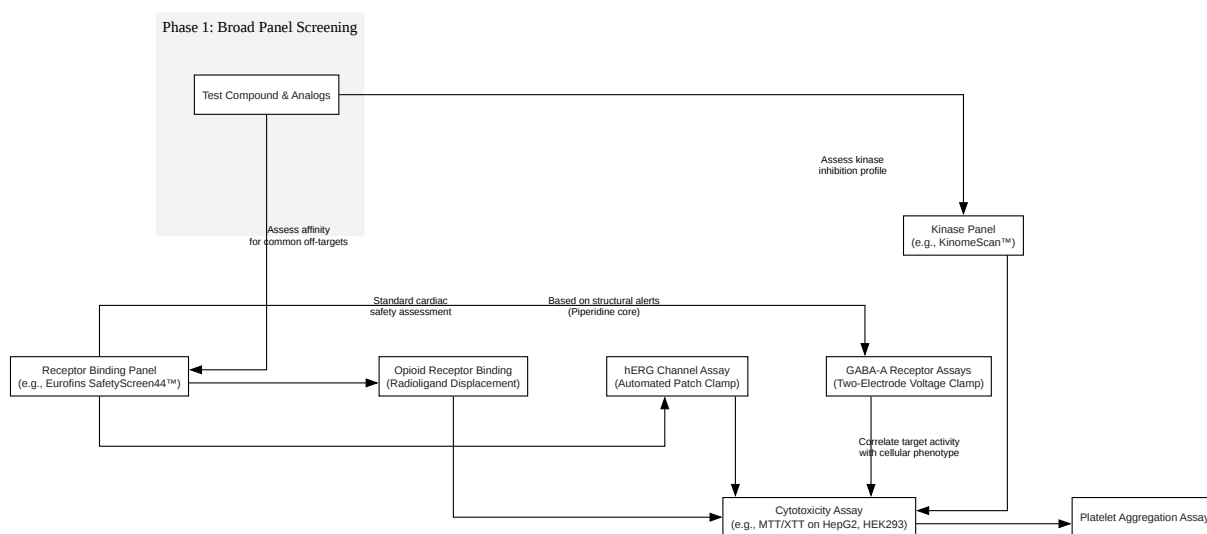 Phase 1: Broad Panel Screening
Test Compound & Analogs
Assess kinase
inhibition profile
Assess affinity
for common off-targets
Kinase Panel
(e.g., KinomeScan™)
Standard cardiac
safety assessment
Based on structural alerts
(Piperidine core)
Receptor Binding Panel
(e.g., Eurofins SafetyScreen44™)
Opioid Receptor Binding
(Radioligand Displacement)
hERG Channel Assay
(Automated Patch Clamp)
GABA-A Receptor Assays
(Two-Electrode Voltage Clamp)
Correlate target activity
with cellular phenotype
Cytotoxicity Assay
(e.g., MTT/XTT on HepG2, HEK293)
Platelet Aggregation Assay